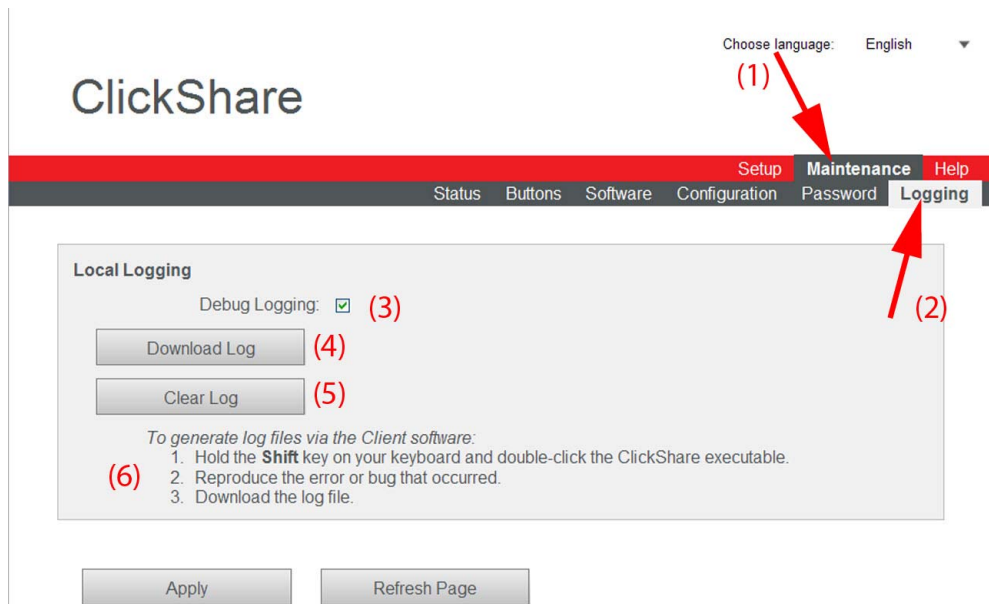 Choose language: English
(1)
ClickShare
Setup Maintenance Help
Status Buttons Software Configuration Password Logging
Local Logging
Debug Logging: (3)
(2)
Download Log (4)
Clear Log (5)
To generate log files via the Client software:
1. Hold the Shift key on your keyboard and double-click the ClickShare executable.
(6) 2. Reproduce the error or bug that occurred.
3. Download the log file.
Apply Refresh Page